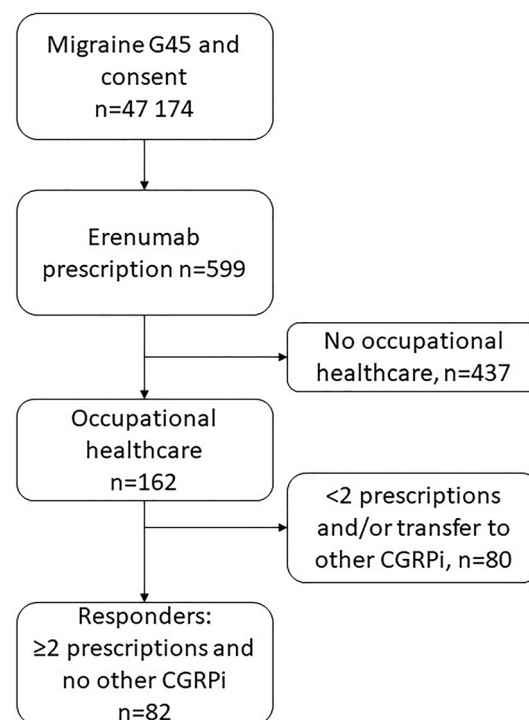 Migraine G45 and
consent
n=47 174
Erenumab
prescription n=599
No occupational
healthcare, n=437
Occupational
healthcare
n=162
<2 prescriptions
and/or transfer to
other CGRPi, n=80
Responders:
≥2 prescriptions and
no other CGRPi
n=82